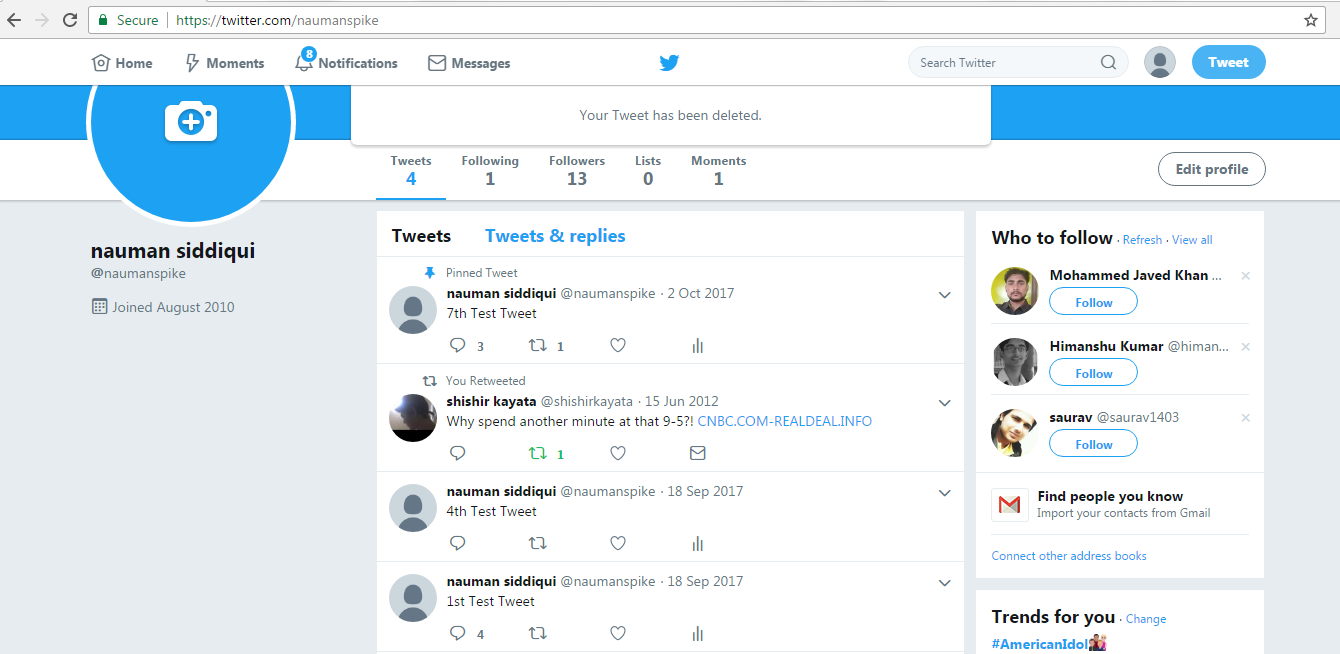 Secure https://twitter.com/naumanspike
Home Moments 8 Notifications Messages Search Twitter Tweet
Your Tweet has been deleted.
Tweets Following Followers Lists Moments
4 1 13 0 1
Edit profile
nauman siddiqui
@naumanspike
Joined August 2010
Tweets Tweets & replies
Pinned Tweet
nauman siddiqui @naumanspike · 2 Oct 2017
7th Test Tweet
3 1
You Retweeted
shishir kayata @shishirkayata · 15 Jun 2012
Why spend another minute at that 9-5?! CNBC.COM-REALDEAL.INFO
1
nauman siddiqui @naumanspike · 18 Sep 2017
4th Test Tweet
nauman siddiqui @naumanspike · 18 Sep 2017
1st Test Tweet
4
Who to follow · Refresh · View all
Mohammed Javed Khan ...
Follow
Himanshu Kumar @himan...
Follow
saurav @saurav1403
Follow
Find people you know
Import your contacts from Gmail
Connect other address books
Trends for you · Change
#AmericanIdol